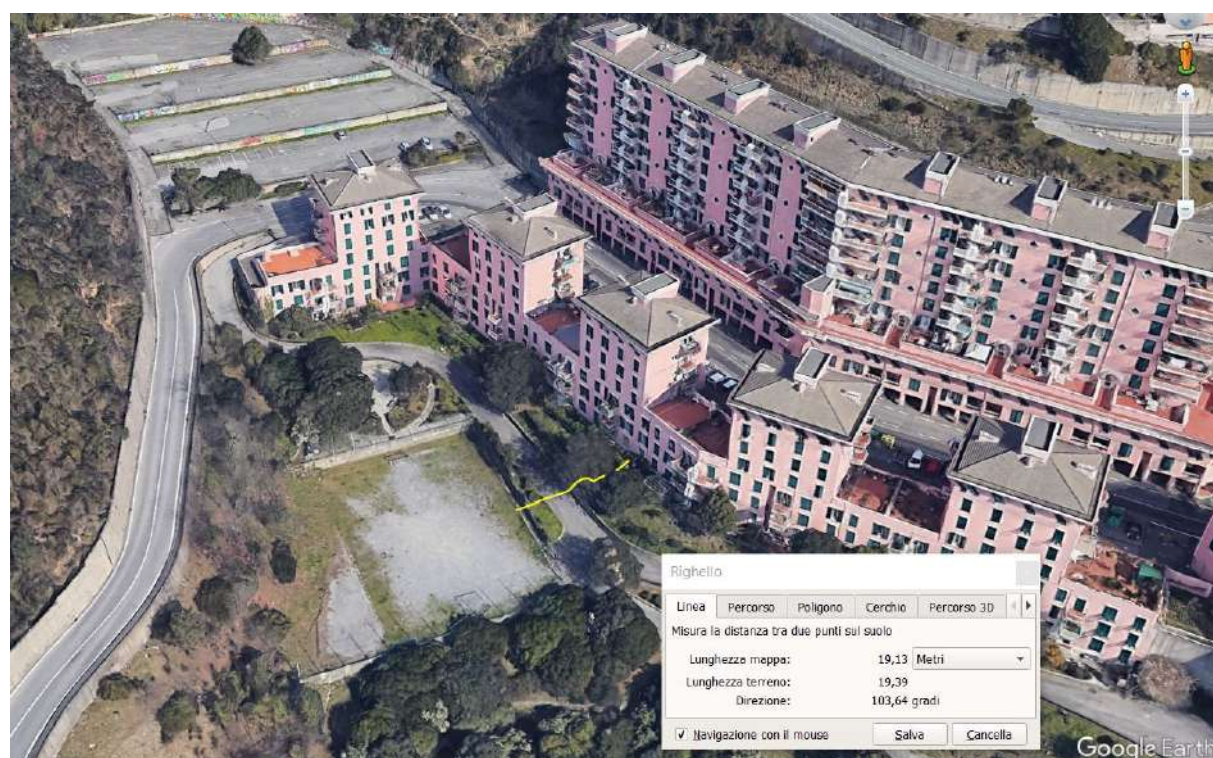 Righello
Linea Percorso Poligono Cerchio Percorso 3D
Misura la distanza tra due punti sul suolo
Lunghezza mappa: 19,13 Metri
Lunghezza terreno: 19,39
Direzione: 103,64 gradi
Navigazione con il mouse Salva Cancella
Google Earth